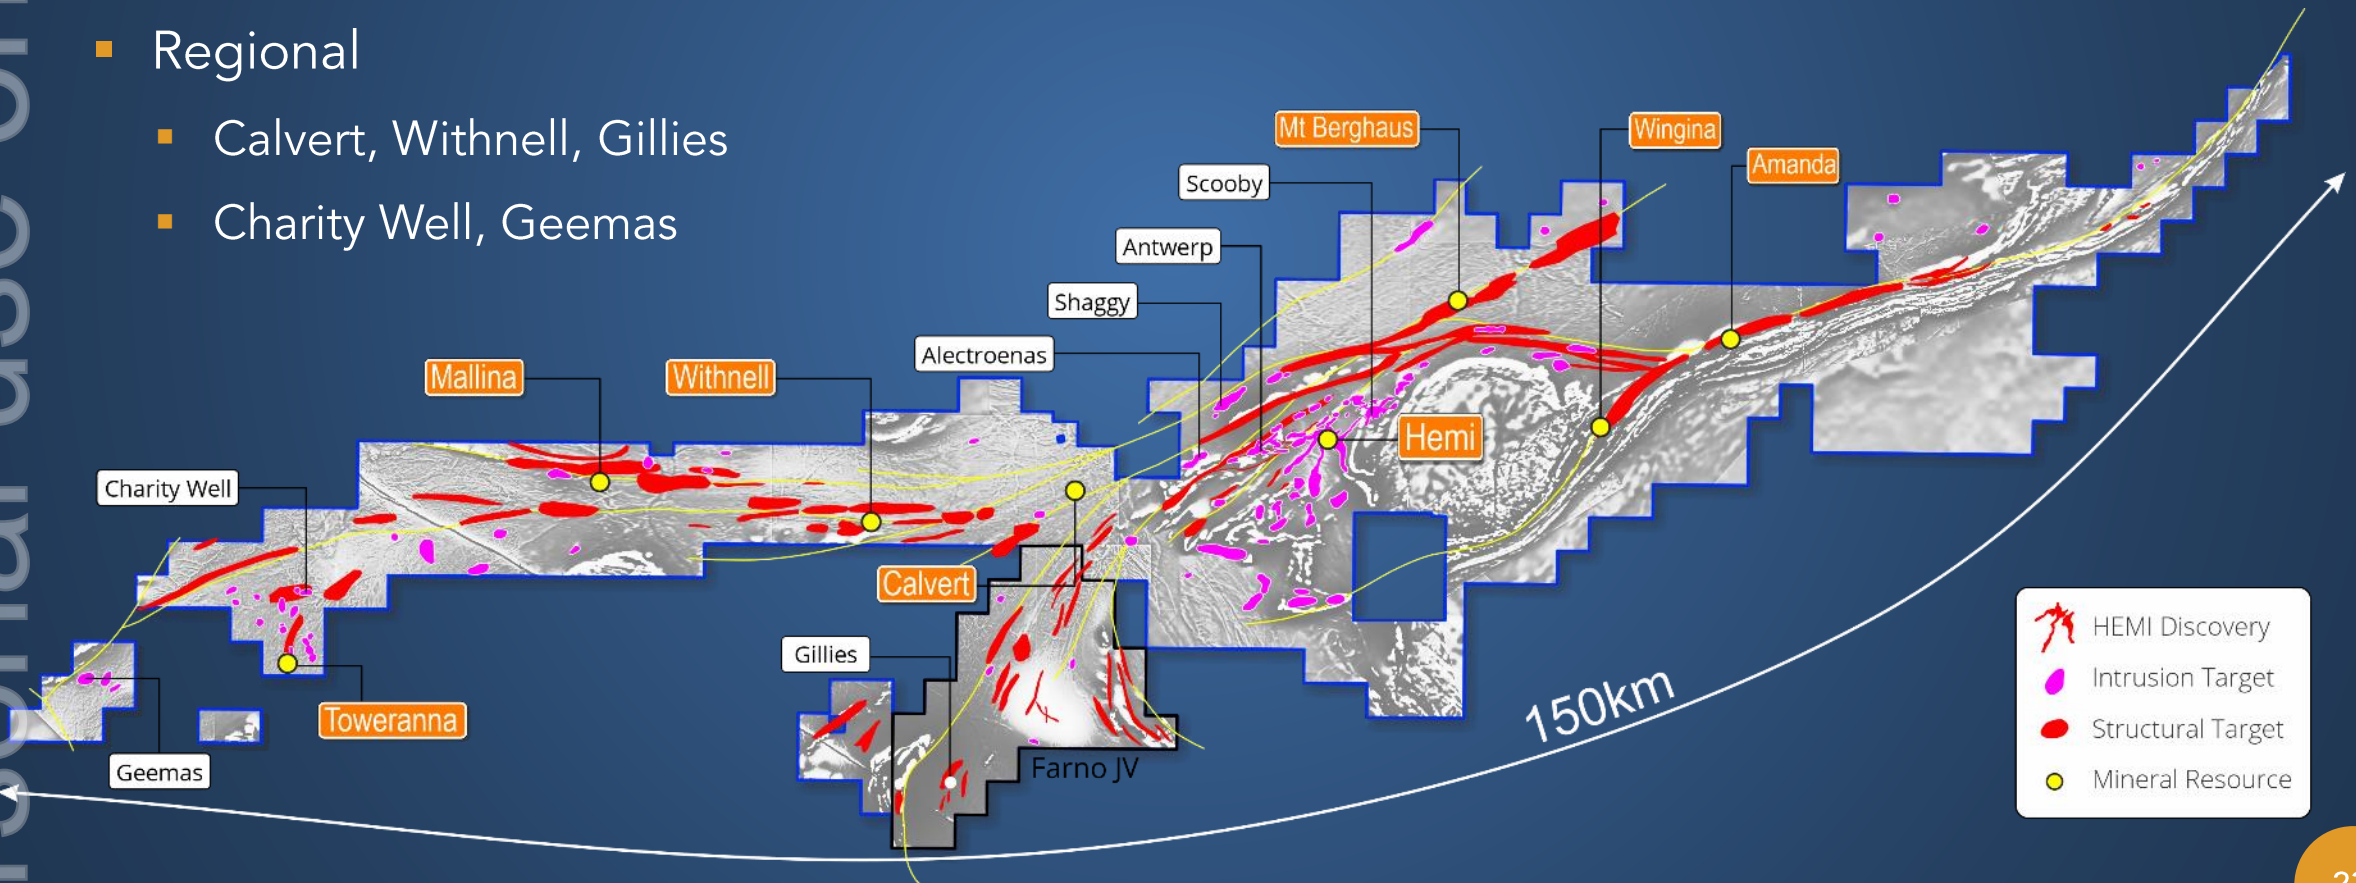 Regional
Calvert, Withnell, Gillies
Charity Well, Geemas
Mt Berghaus
Wingina
Amanda
Scooby
Antwerp
Shaggy
Alectroenas
Mallina
Withnell
Hemi
Charity Well
Calvert
Gillies
Toweranna
Geemas
Farno JV
150km
HEMI Discovery
Intrusion Target
Structural Target
Mineral Resource